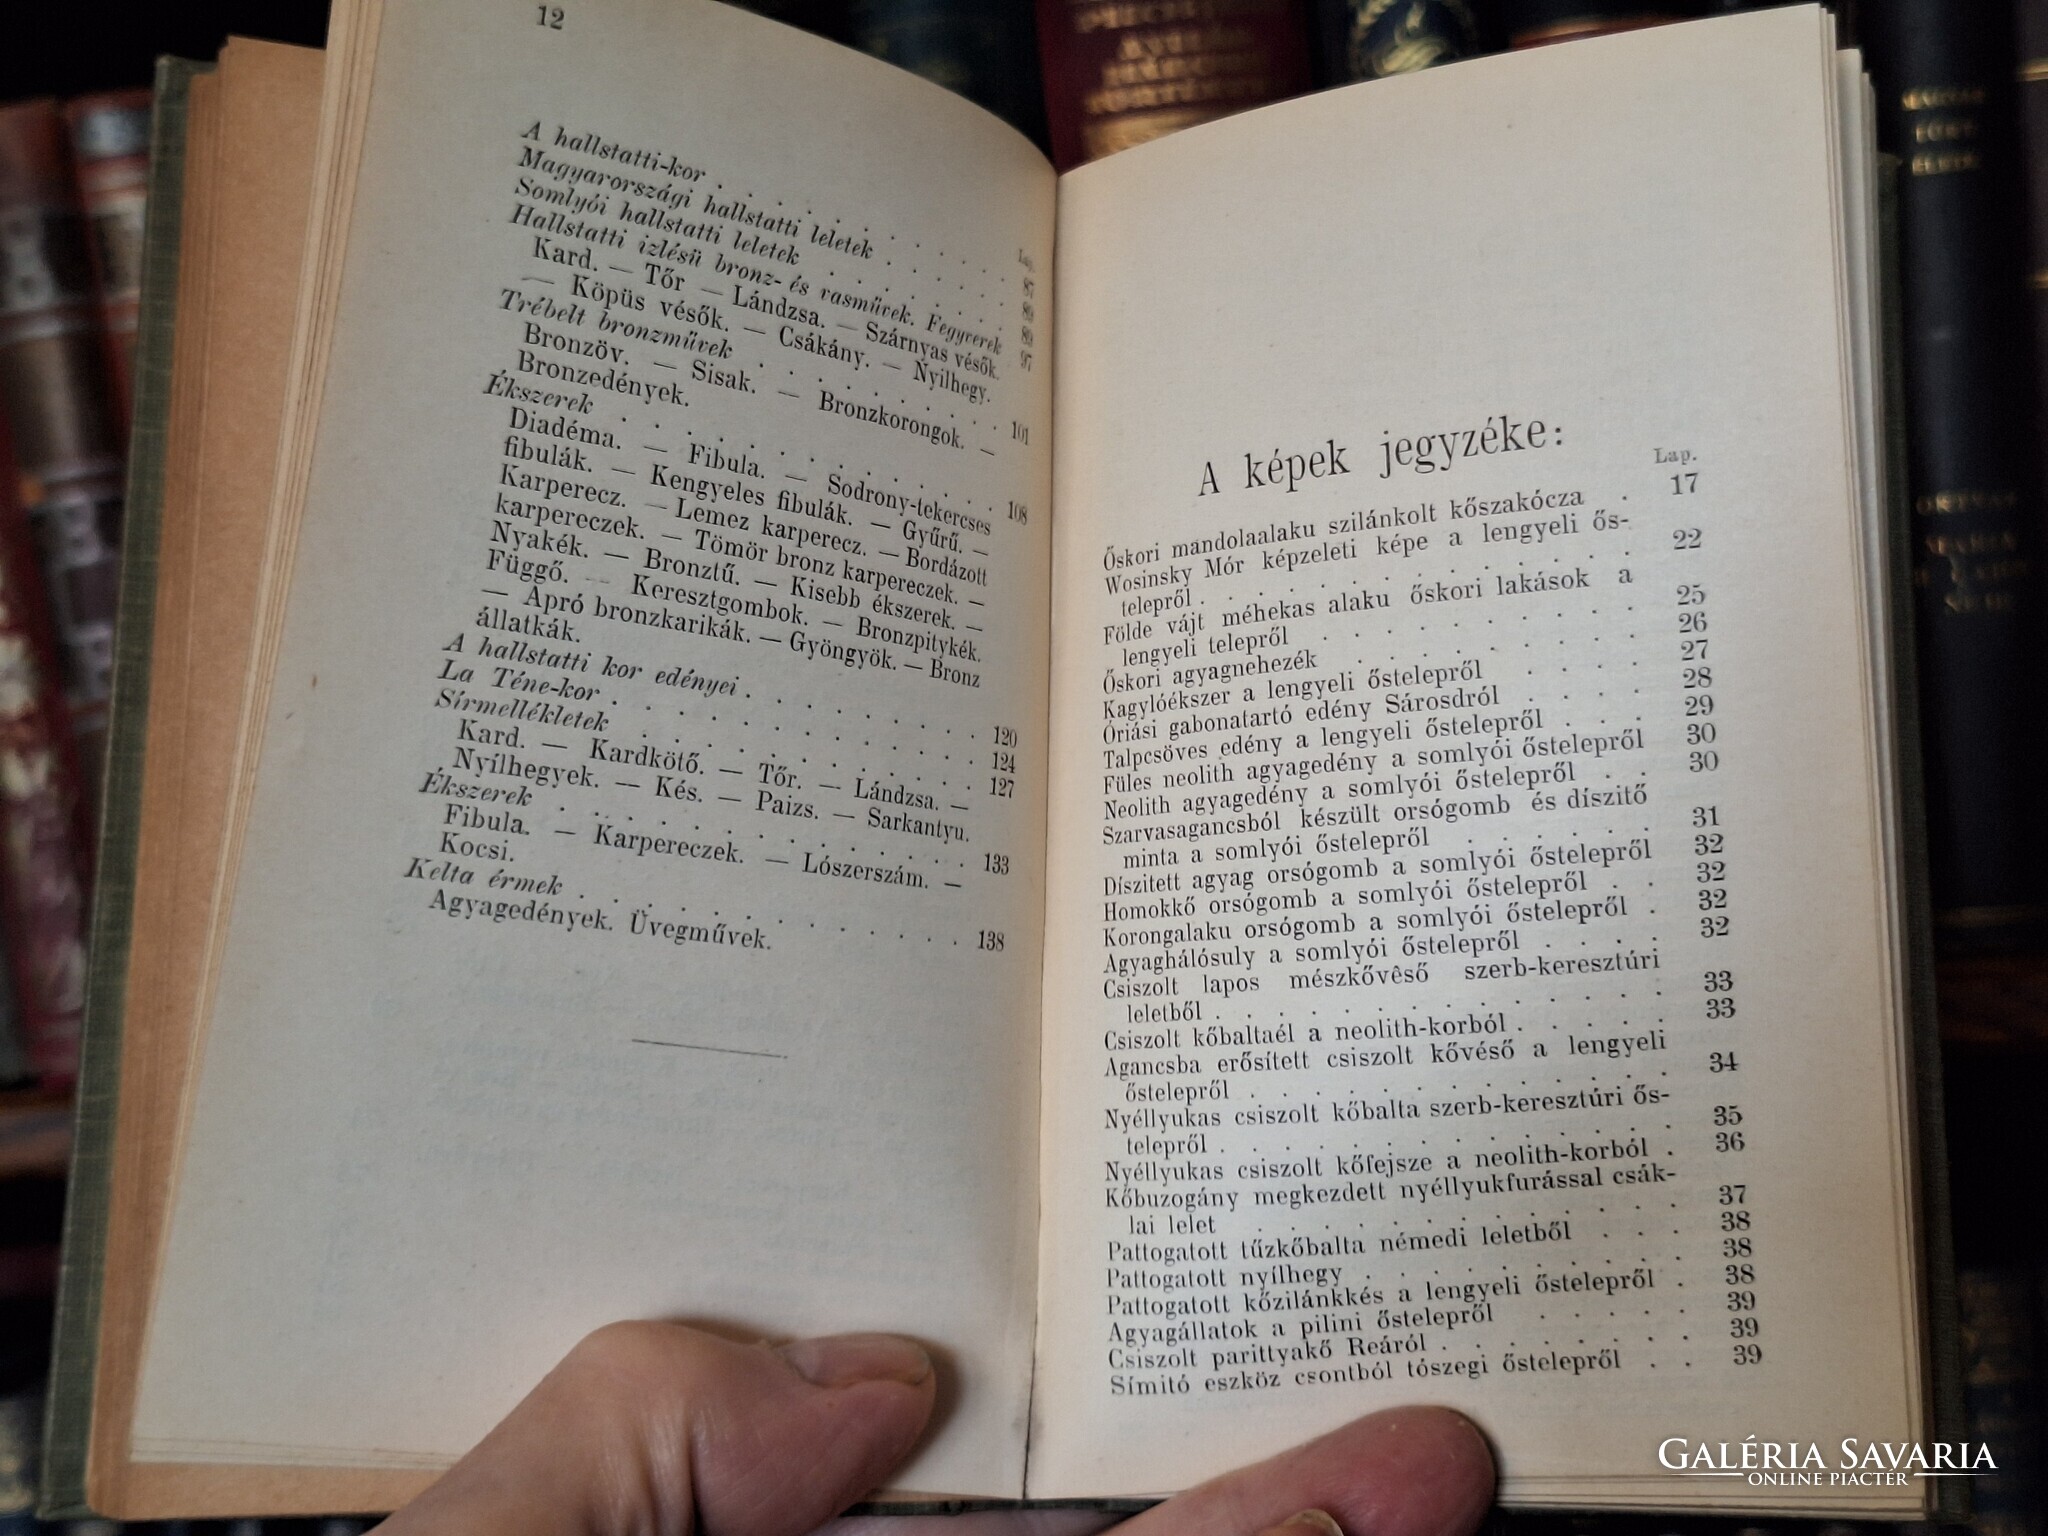 12
Lap.
A hallstatti-kor . . . . . . . 87
Magyarországi hallstatti leletek . . . . . 89
Somlyói hallstatti leletek . . . . . . . 89
Hallstatti izlésü bronz- és vasművek. Fegyverek 97
Kard. — Tőr — Lándzsa. — Szárnyas vésők.
— Köpüs vésők. — Csákány. — Nyílhegy.
Trébelt bronzművek . . . . . . . . . 101
Bronzöv. — Sisak. — Bronzkorongok. —
Bronzedények.
Ékszerek . . . . . . . . . . . 108
Diadéma. — Fibula. — Sodrony-tekercses
fibulák. — Kengyeles fibulák. — Gyűrű. —
Karperecz. — Lemez karperecz. — Bordázott
karpereczek. — Tömör bronz karpereczek. —
Nyakék. — Bronztű. — Kisebb ékszerek. —
Függő. — Keresztgombok. — Bronzpitykék.
— Apró bronzkarikák. — Gyöngyök. — Bronz
állatkák.
A hallstatti kor edényei . . . . . . . . 120
La Téne-kor . . . . . . . . . . 124
Sírmellékletek . . . . . . . . . . 127
Kard. — Kardkötő. — Tőr. — Lándzsa. —
Nyílhegyek. — Kés. — Paizs. — Sarkantyu.
Ékszerek . . . . . . . . . . . 133
Fibula. — Karpereczek. — Lószerszám. —
Kocsi.
Kelta érmek . . . . . . . . . . 138
Agyagedények. Üvegművek.
A képek jegyzéke:
Lap.
Őskori mandolaalaku szilánkolt kőszakócza . 17
Wosinsky Mór képzeleti képe a lengyeli ős-
telepről . . . . . . . . . . . 22
Földe vájt méhekas alaku őskori lakások a
lengyeli telepről . . . . . . . . 25
Őskori agyagnehezék . . . . . . . 26
Kagylóékszer a lengyeli őstelepről . . . . 27
Óriási gabonatartó edény Sárosdról . . . . 28
Talpcsöves edény a lengyeli őstelepről . . . 29
Füles neolith agyagedény a somlyói őstelepről 30
Neolith agyagedény a somlyói őstelepről . . 30
Szarvasagancsból készült orsógomb és díszitő
minta a somlyói őstelepről . . . . . . 31
Díszitett agyag orsógomb a somlyói őstelepről 32
Homokkő orsógomb a somlyói őstelepről . . 32
Korongalaku orsógomb a somlyói őstelepről . 32
Agyaghálósuly a somlyói őstelepről . . . . 32
Csiszolt lapos mészkővéső szerb-keresztúri
leletből . . . . . . . . . . . 33
Csiszolt kőbaltaél a neolith-korból . . . . . 33
Agancsba erősített csiszolt kővéső a lengyeli
őstelepről . . . . . . . . . . . 34
Nyéllyukas csiszolt kőbalta szerb-keresztúri ős-
telepről . . . . . . . . . . . 35
Nyéllyukas csiszolt kőfejsze a neolith-korból . 36
Kőbuzogány megkezdett nyéllyukfurással csák-
lai lelet . . . . . . . . . . . 37
Pattogatott tűzkőbalta némedi leletből . . . 38
Pattogatott nyílhegy . . . . . . . . . 38
Pattogatott kőzilánkkés a lengyeli őstelepről . 38
Agyagállatok a pilini őstelepről . . . . . 39
Csiszolt parittyakő Reáról . . . . . . . 39
Símitó eszköz csontból tószegi őstelepről . . 39
GALÉRIA SAVARIA
ONLINE PIACTÉR